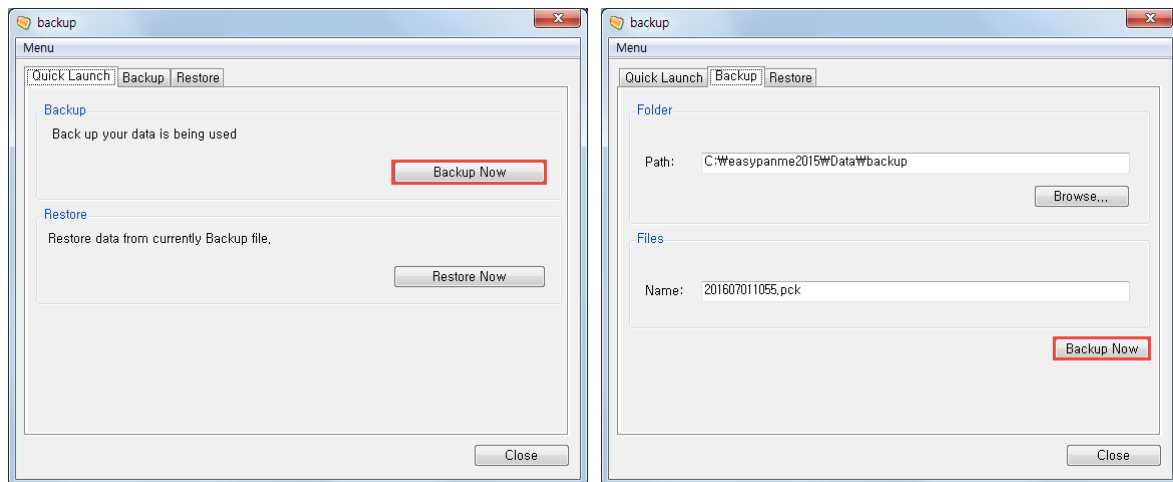 backup
Menu
Quick Launch Backup Restore
Backup
Back up your data is being used
Backup Now
Restore
Restore data from currently Backup file,
Restore Now
Close
backup
Menu
Quick Launch Backup Restore
Folder
Path: C:₩easypanme2015₩Data₩backup
Browse,,,
Files
Name: 201607011055,pck
Backup Now
Close